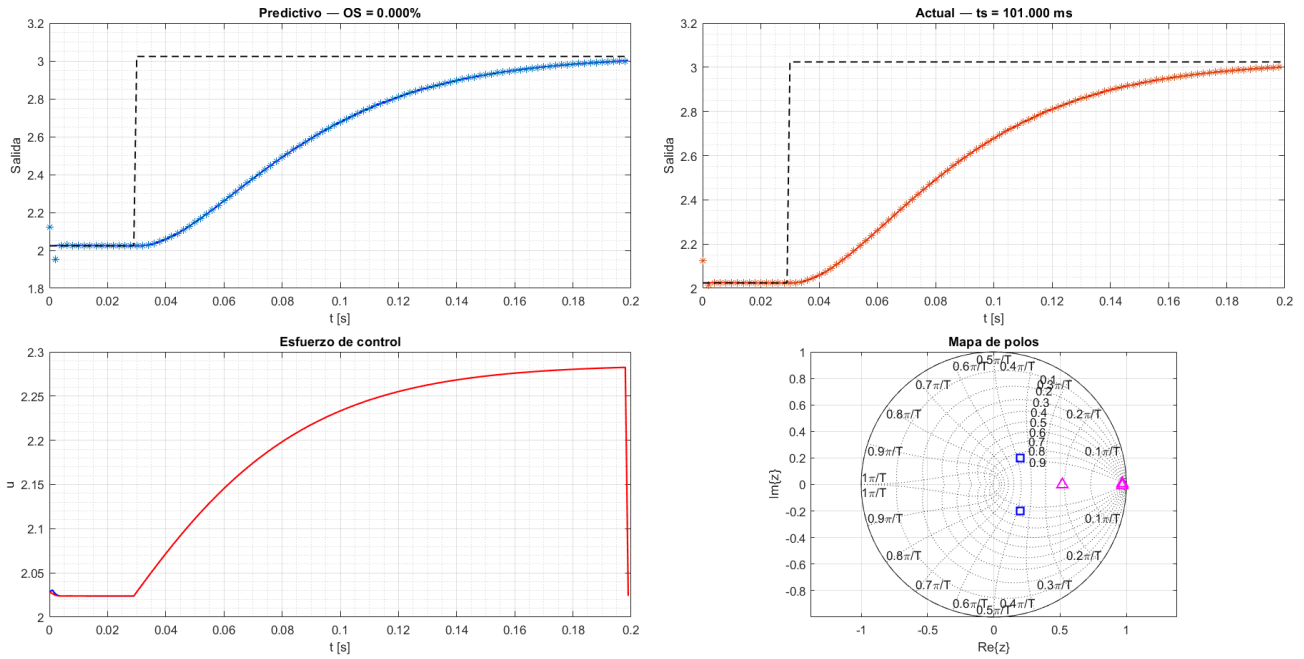 Predictivo — OS = 0.000%
Salida
3.2
3
2.8
2.6
2.4
2.2
2
1.8
0 0.02 0.04 0.06 0.08 0.1 0.12 0.14 0.16 0.18 0.2
t [s]
Actual — ts = 101.000 ms
Salida
3.2
3
2.8
2.6
2.4
2.2
2
0 0.02 0.04 0.06 0.08 0.1 0.12 0.14 0.16 0.18 0.2
t [s]
Esfuerzo de control
u
2.3
2.25
2.2
2.15
2.1
2.05
2
0 0.02 0.04 0.06 0.08 0.1 0.12 0.14 0.16 0.18 0.2
t [s]
Mapa de polos
Im{z}
1
0.8
0.6
0.4
0.2
0
-0.2
-0.4
-0.6
-0.8
0.5π/T
0.6π/T 0.4π/T
0.7π/T 0.3π/T
0.8π/T 0.2π/T
0.9π/T 0.1π/T
1π/T
1π/T
0.9π/T 0.1π/T
0.8π/T 0.2π/T
0.7π/T 0.3π/T
0.6π/T 0.4π/T
0.5π/T
0.1
0.2
0.3
0.4
0.5
0.6
0.7
0.8
0.9
-1 -0.5 0 0.5 1
Re{z}